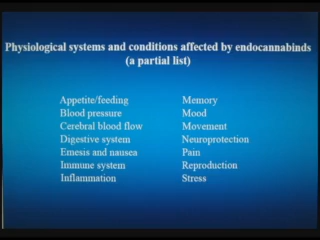 Physiological systems and conditions affected by endocannabinds
(a partial list)
Appetite/feeding
Blood pressure
Cerebral blood flow
Digestive system
Emesis and nausea
Immune system
Inflammation
Memory
Mood
Movement
Neuroprotection
Pain
Reproduction
Stress